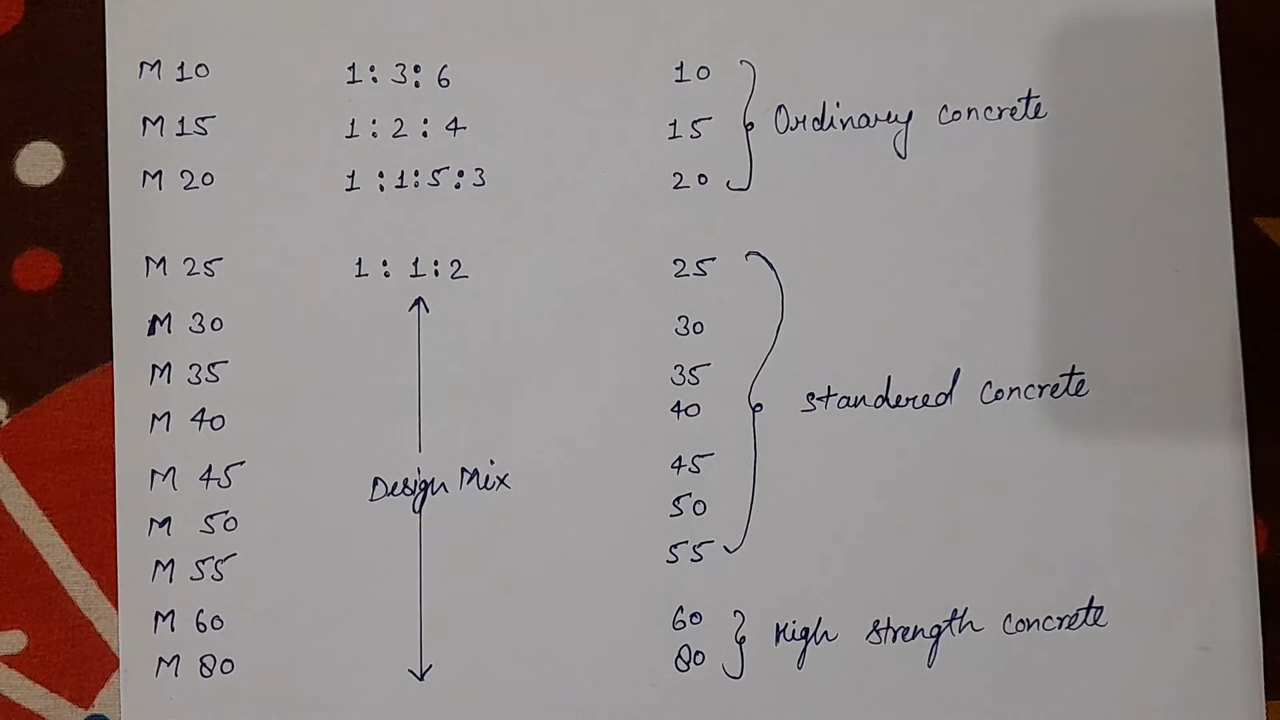 M 10 1: 3: 6 10
M 15 1 : 2 : 4 15 Ordinary concrete
M 20 1 :1:5:3 20
M 25 1 : 1:2 25
M 30 30
M 35 35
M 40 40 standered concrete
M 45 45
Design Mix
M 50 50
M 55 55
M 60 60 High strength concrete
M 80 80